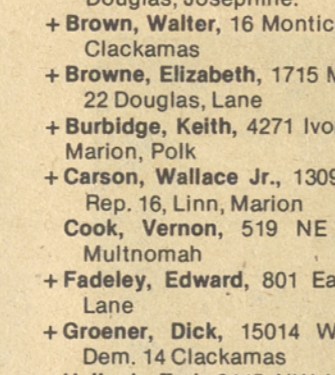 Douglas, Josephine.
+ Brown, Walter, 16 Montic
Clackamas
+ Browne, Elizabeth, 1715
22 Douglas, Lane
+ Burbidge, Keith, 4271 Ivo
Marion, Polk
+ Carson, Wallace Jr., 1309
Rep. 16, Linn, Marion
Cook, Vernon, 519 NE
Multnomah
+ Fadeley, Edward, 801 Ea
Lane
+ Groener, Dick, 15014 W
Dem. 14 Clackamas